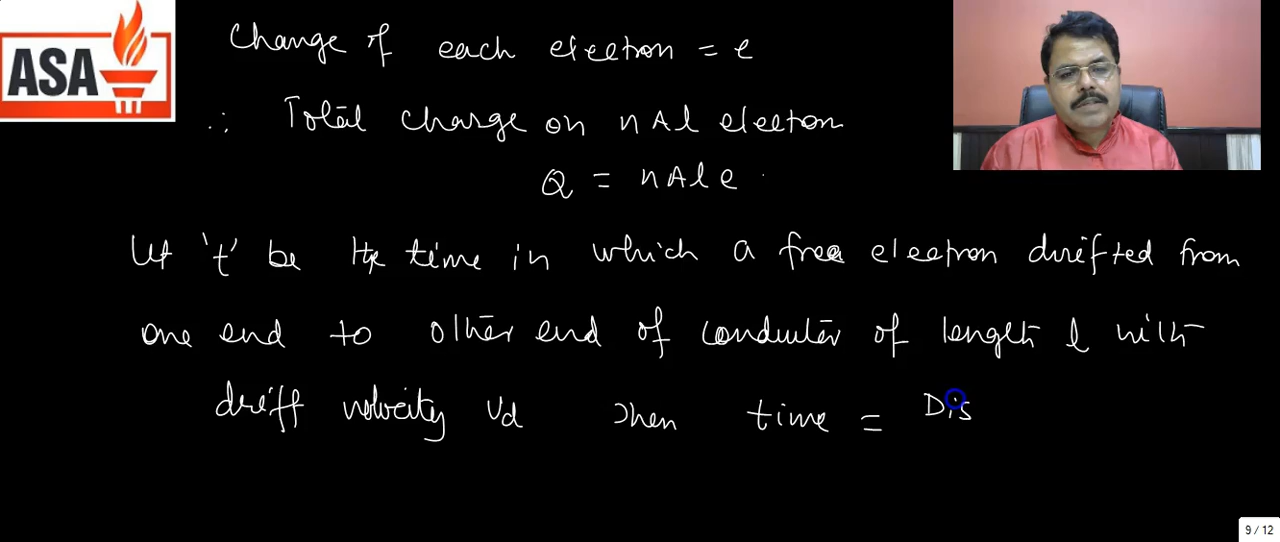 ASA
Charge of each electron = e
∴ Total charge on nAl electron
Q = nAle
Let 't' be the time in which a free electron drifted from
one end to other end of conductor of length l with
drift velocity Vd then time = Dis
9 / 12